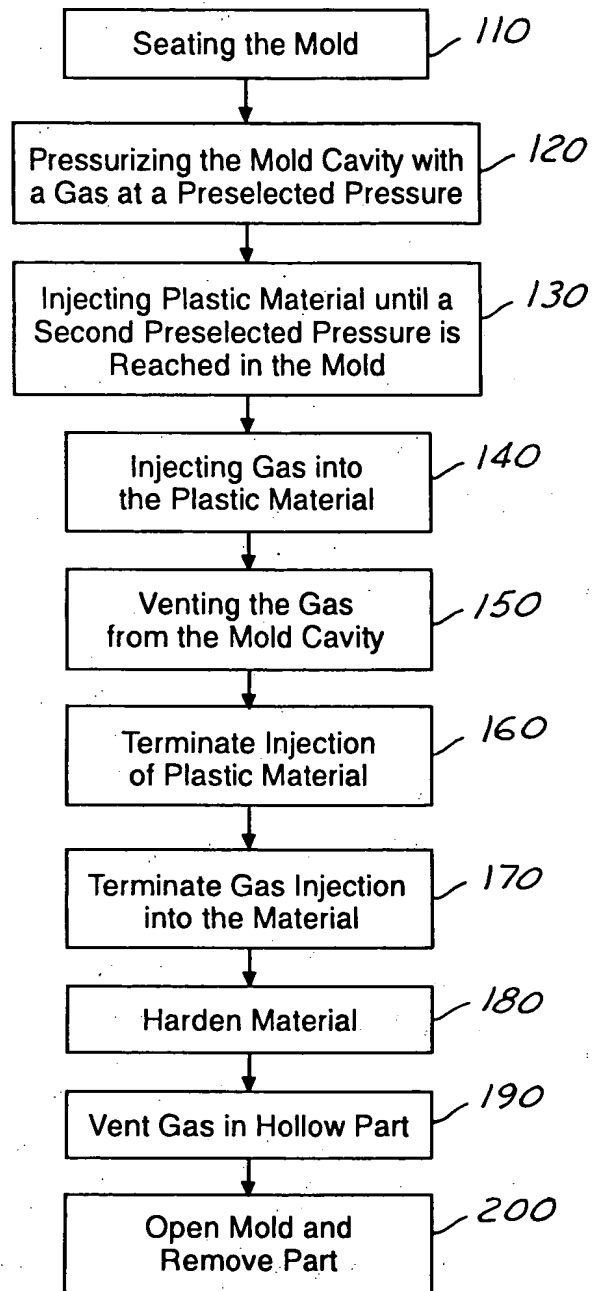 Seating the Mold
110
Pressurizing the Mold Cavity with
a Gas at a Preselected Pressure
120
Injecting Plastic Material until a
Second Preselected Pressure is
Reached in the Mold
130
Injecting Gas into
the Plastic Material
140
Venting the Gas
from the Mold Cavity
150
Terminate Injection
of Plastic Material
160
Terminate Gas Injection
into the Material
170
Harden Material
180
Vent Gas in Hollow Part
190
Open Mold and
Remove Part
200